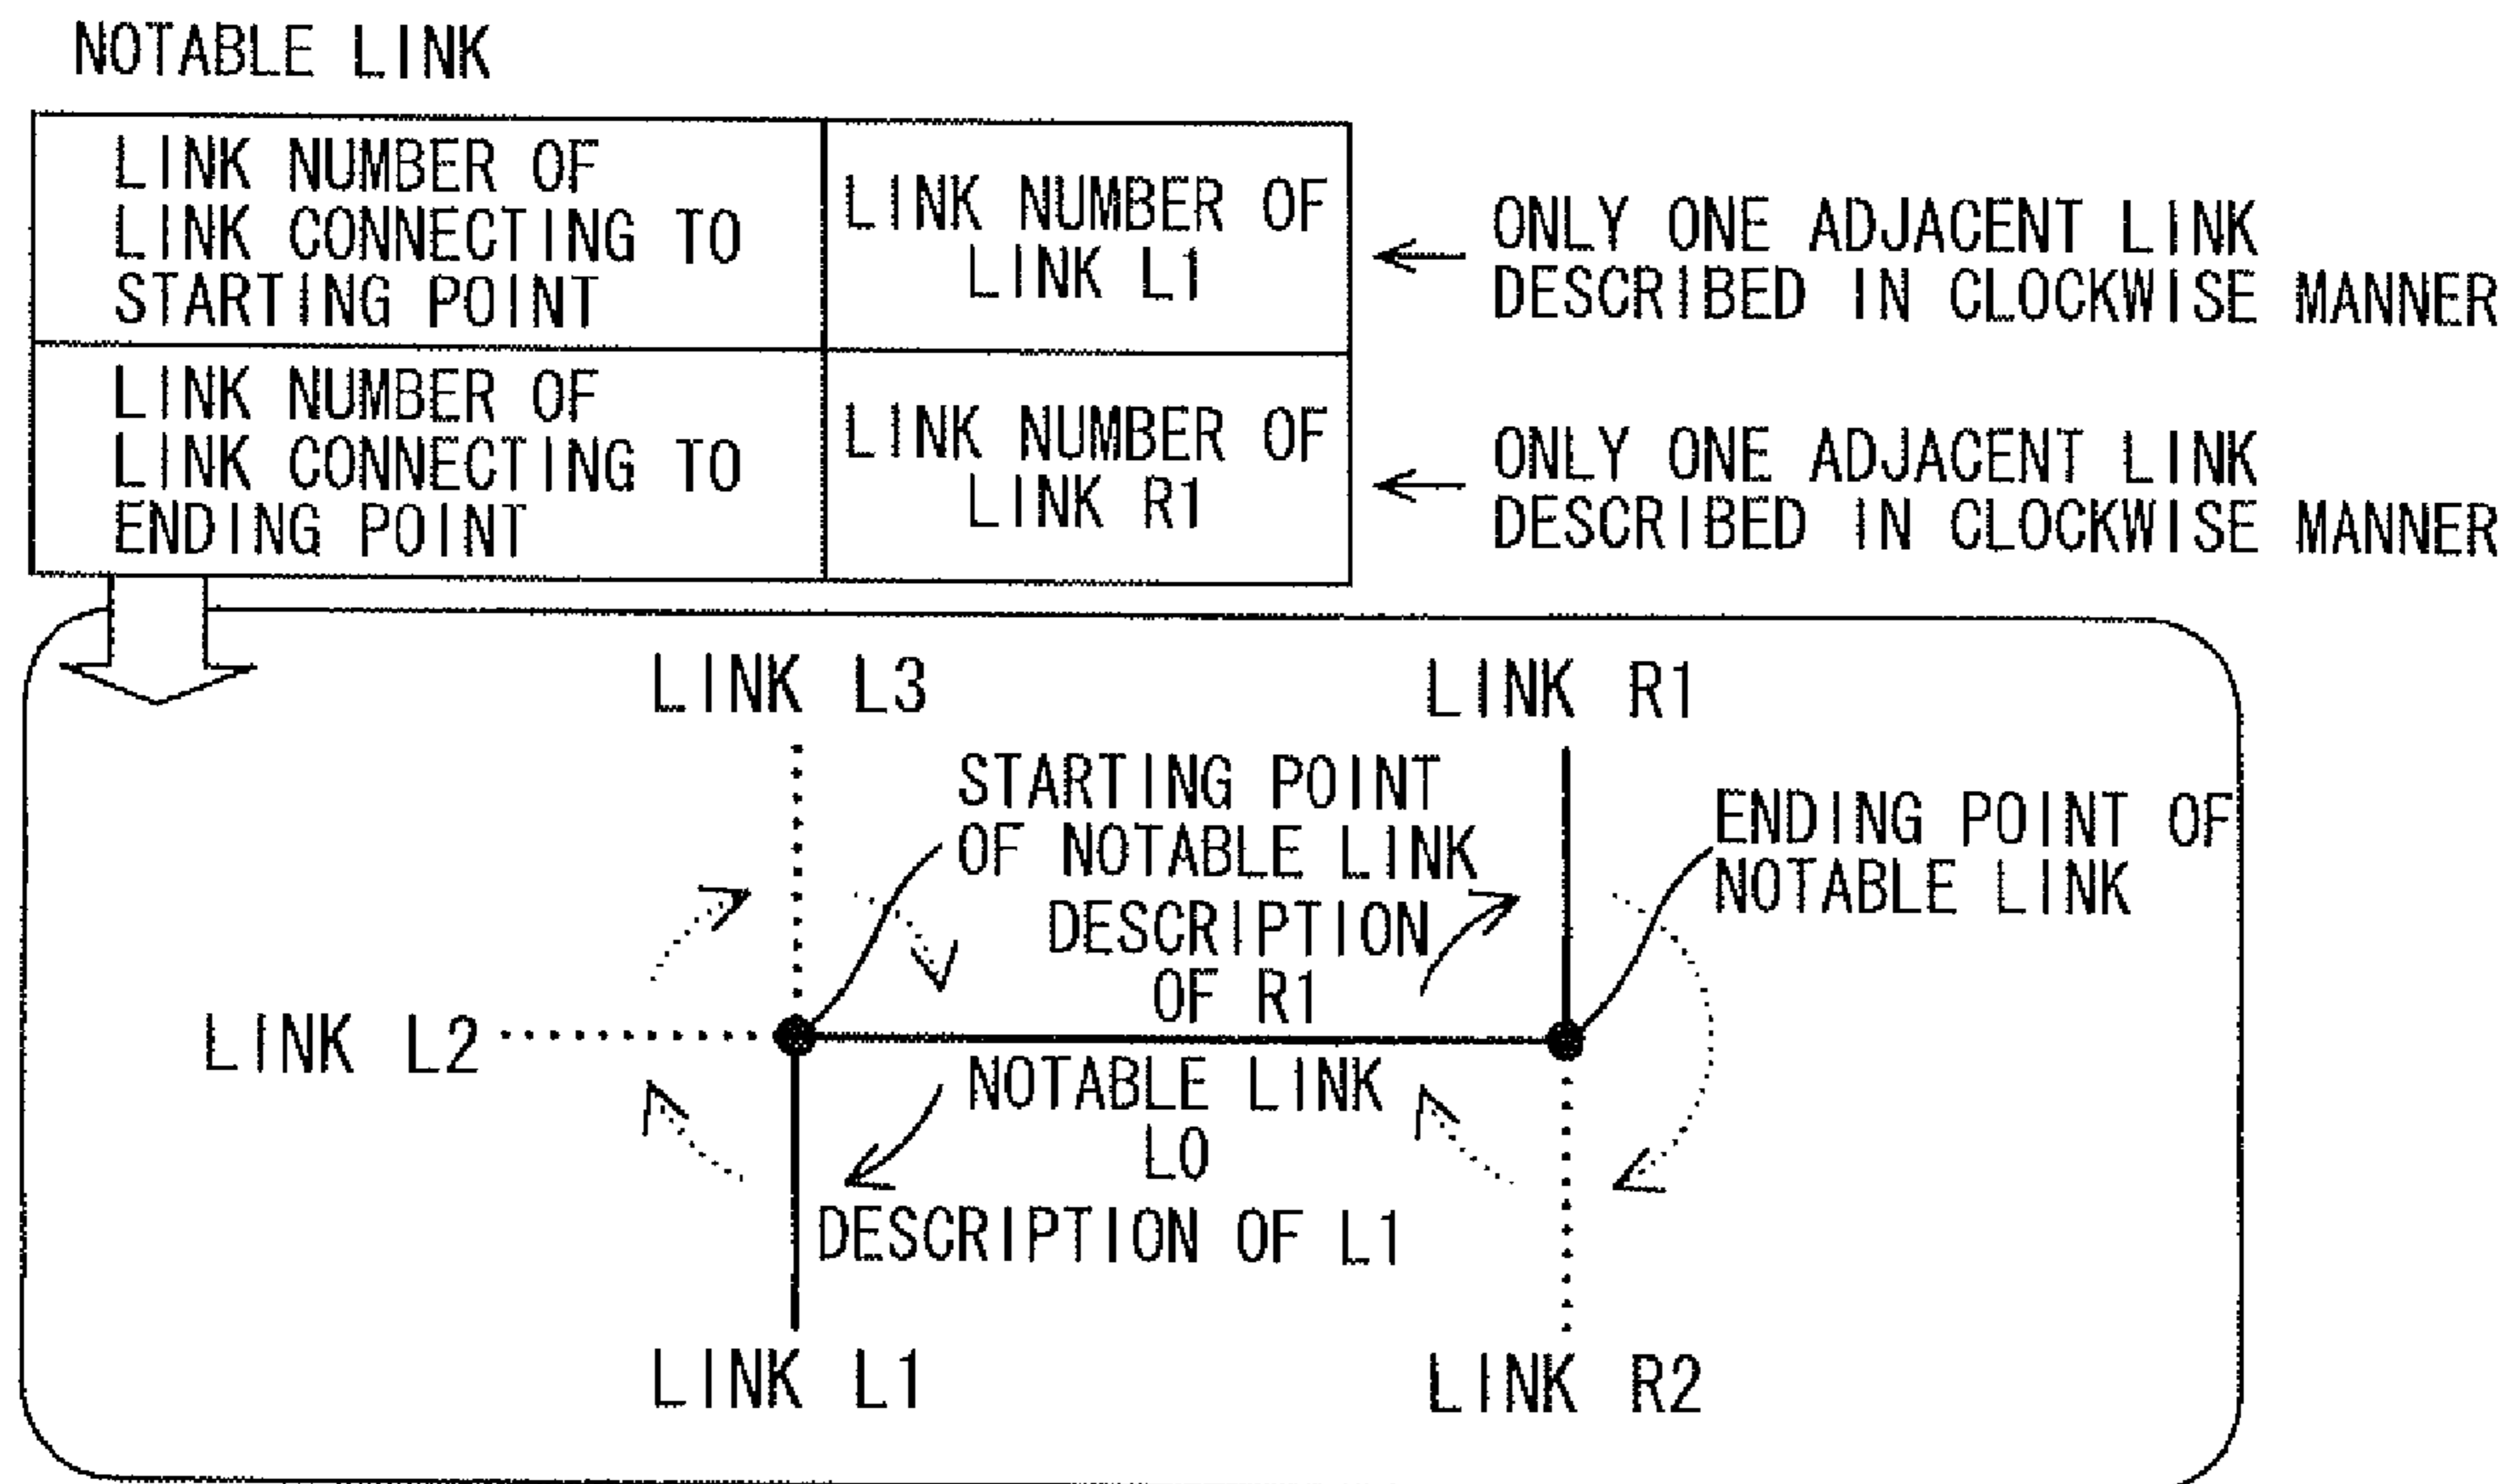 NOTABLE LINK
LINK NUMBER OF
LINK CONNECTING TO
STARTING POINT
LINK NUMBER OF
LINK L1
ONLY ONE ADJACENT LINK
DESCRIBED IN CLOCKWISE MANNER
LINK NUMBER OF
LINK CONNECTING TO
ENDING POINT
LINK NUMBER OF
LINK R1
ONLY ONE ADJACENT LINK
DESCRIBED IN CLOCKWISE MANNER
LINK L3
LINK R1
STARTING POINT
OF NOTABLE LINK
ENDING POINT OF
NOTABLE LINK
DESCRIPTION
OF R1
LINK L2
NOTABLE LINK
L0
DESCRIPTION OF L1
LINK L1
LINK R2